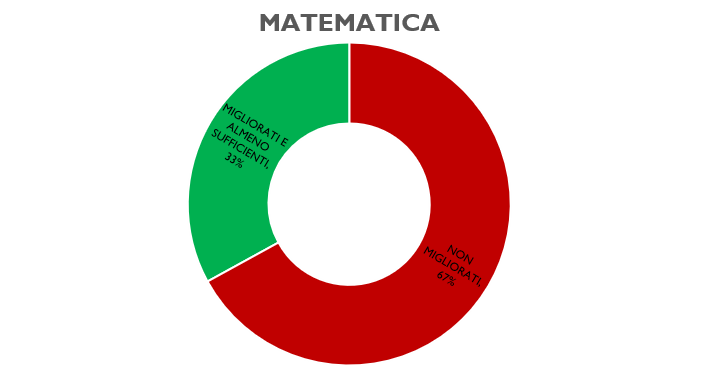 MATEMATICA
MIGLIORATI E
ALMENO
SUFFICIENTI,
33%
NON
MIGLIORATI,
67%